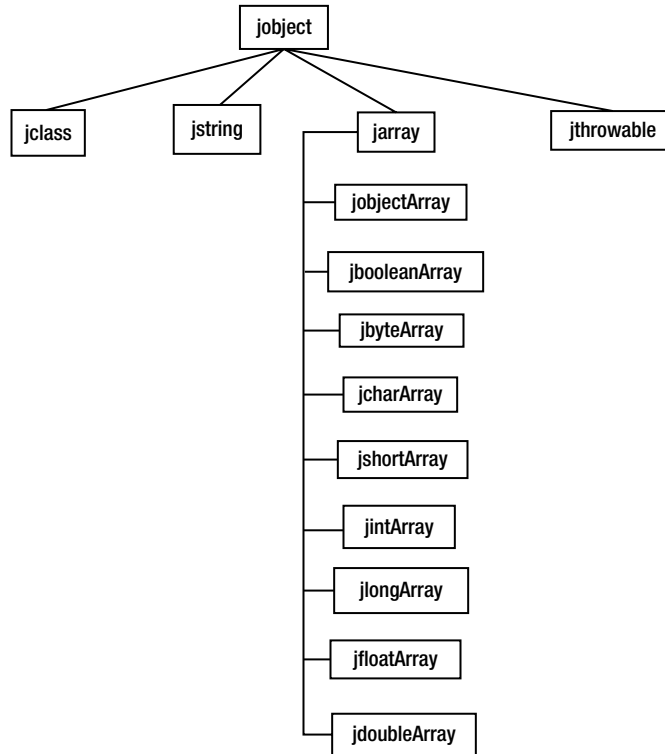 jobject
jclass
jstring
jarray
jthrowable
jobjectArray
jbooleanArray
jbyteArray
jcharArray
jshortArray
jintArray
jlongArray
jfloatArray
jdoubleArray